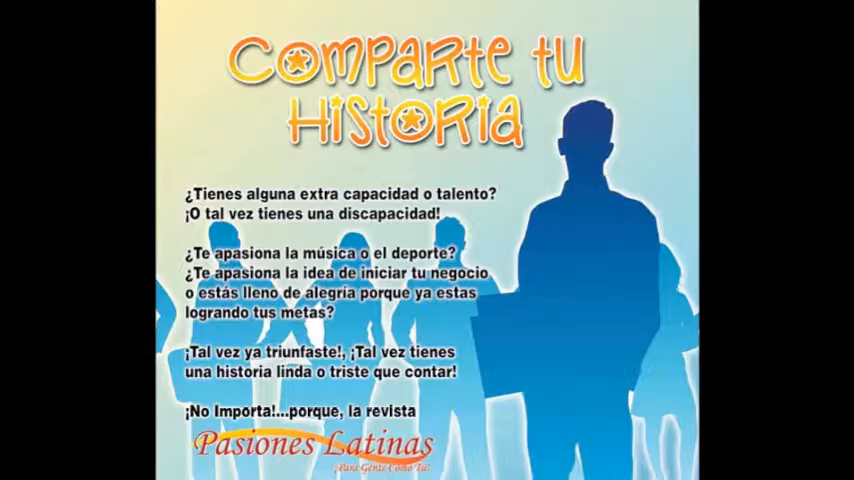 Comparte tu
Historia
¿Tienes alguna extra capacidad o talento?
¡O tal vez tienes una discapacidad!
¿Te apasiona la música o el deporte?
¿Te apasiona la idea de iniciar tu negocio
o estás lleno de alegría porque ya estas
logrando tus metas?
¡Tal vez ya triunfaste!, ¡Tal vez tienes
una historia linda o triste que contar!
¡No Importa!...porque, la revista
Pasiones Latinas
¡Para Gente Como Tú!